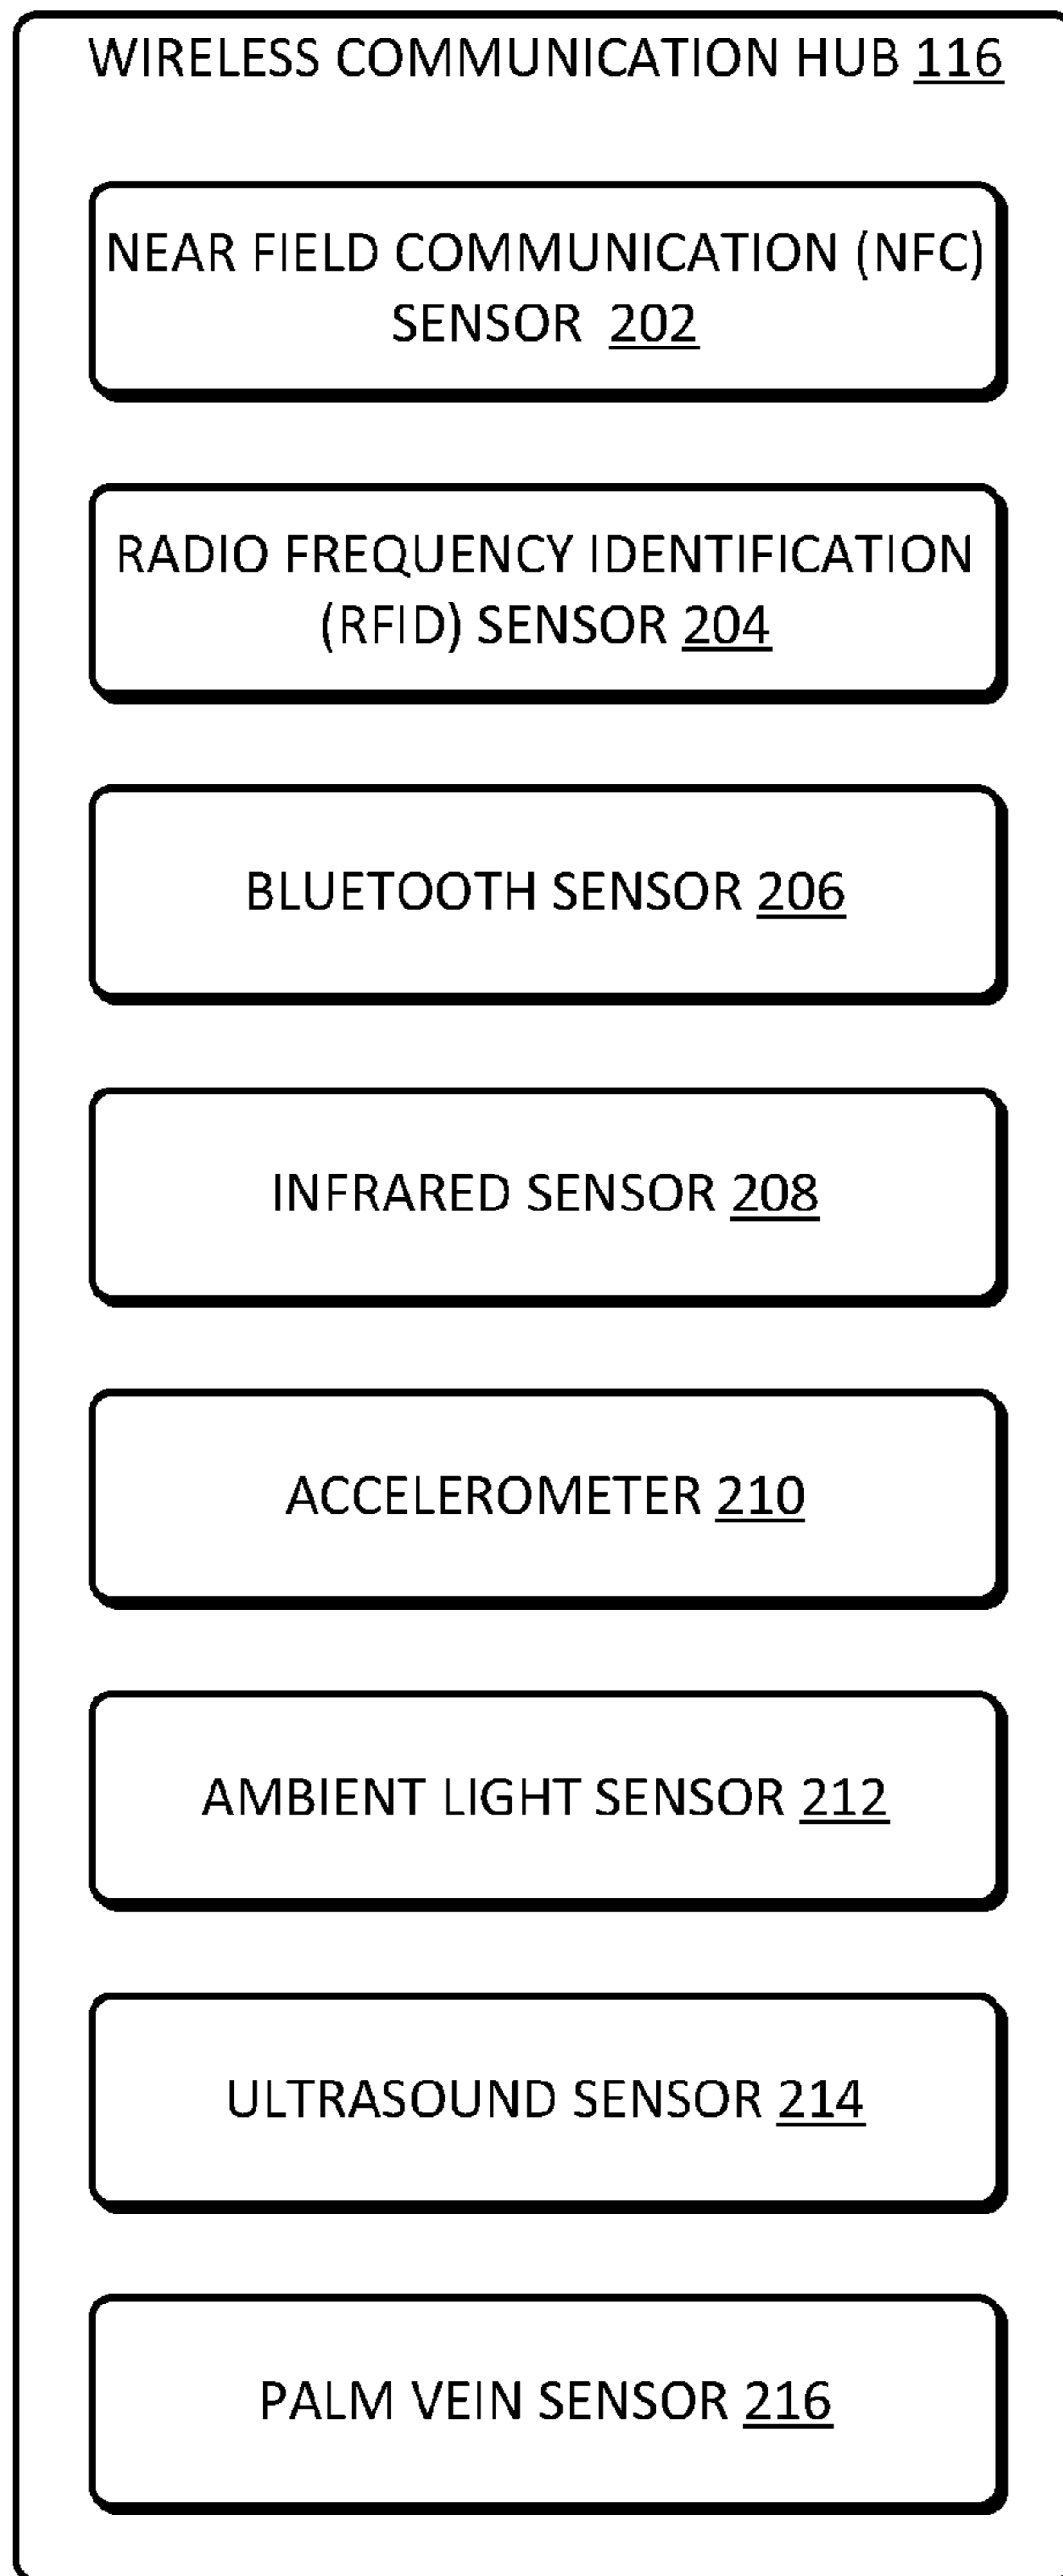 WIRELESS COMMUNICATION HUB 116
NEAR FIELD COMMUNICATION (NFC)
SENSOR 202
RADIO FREQUENCY IDENTIFICATION
(RFID) SENSOR 204
BLUETOOTH SENSOR 206
INFRARED SENSOR 208
ACCELEROMETER 210
AMBIENT LIGHT SENSOR 212
ULTRASOUND SENSOR 214
PALM VEIN SENSOR 216